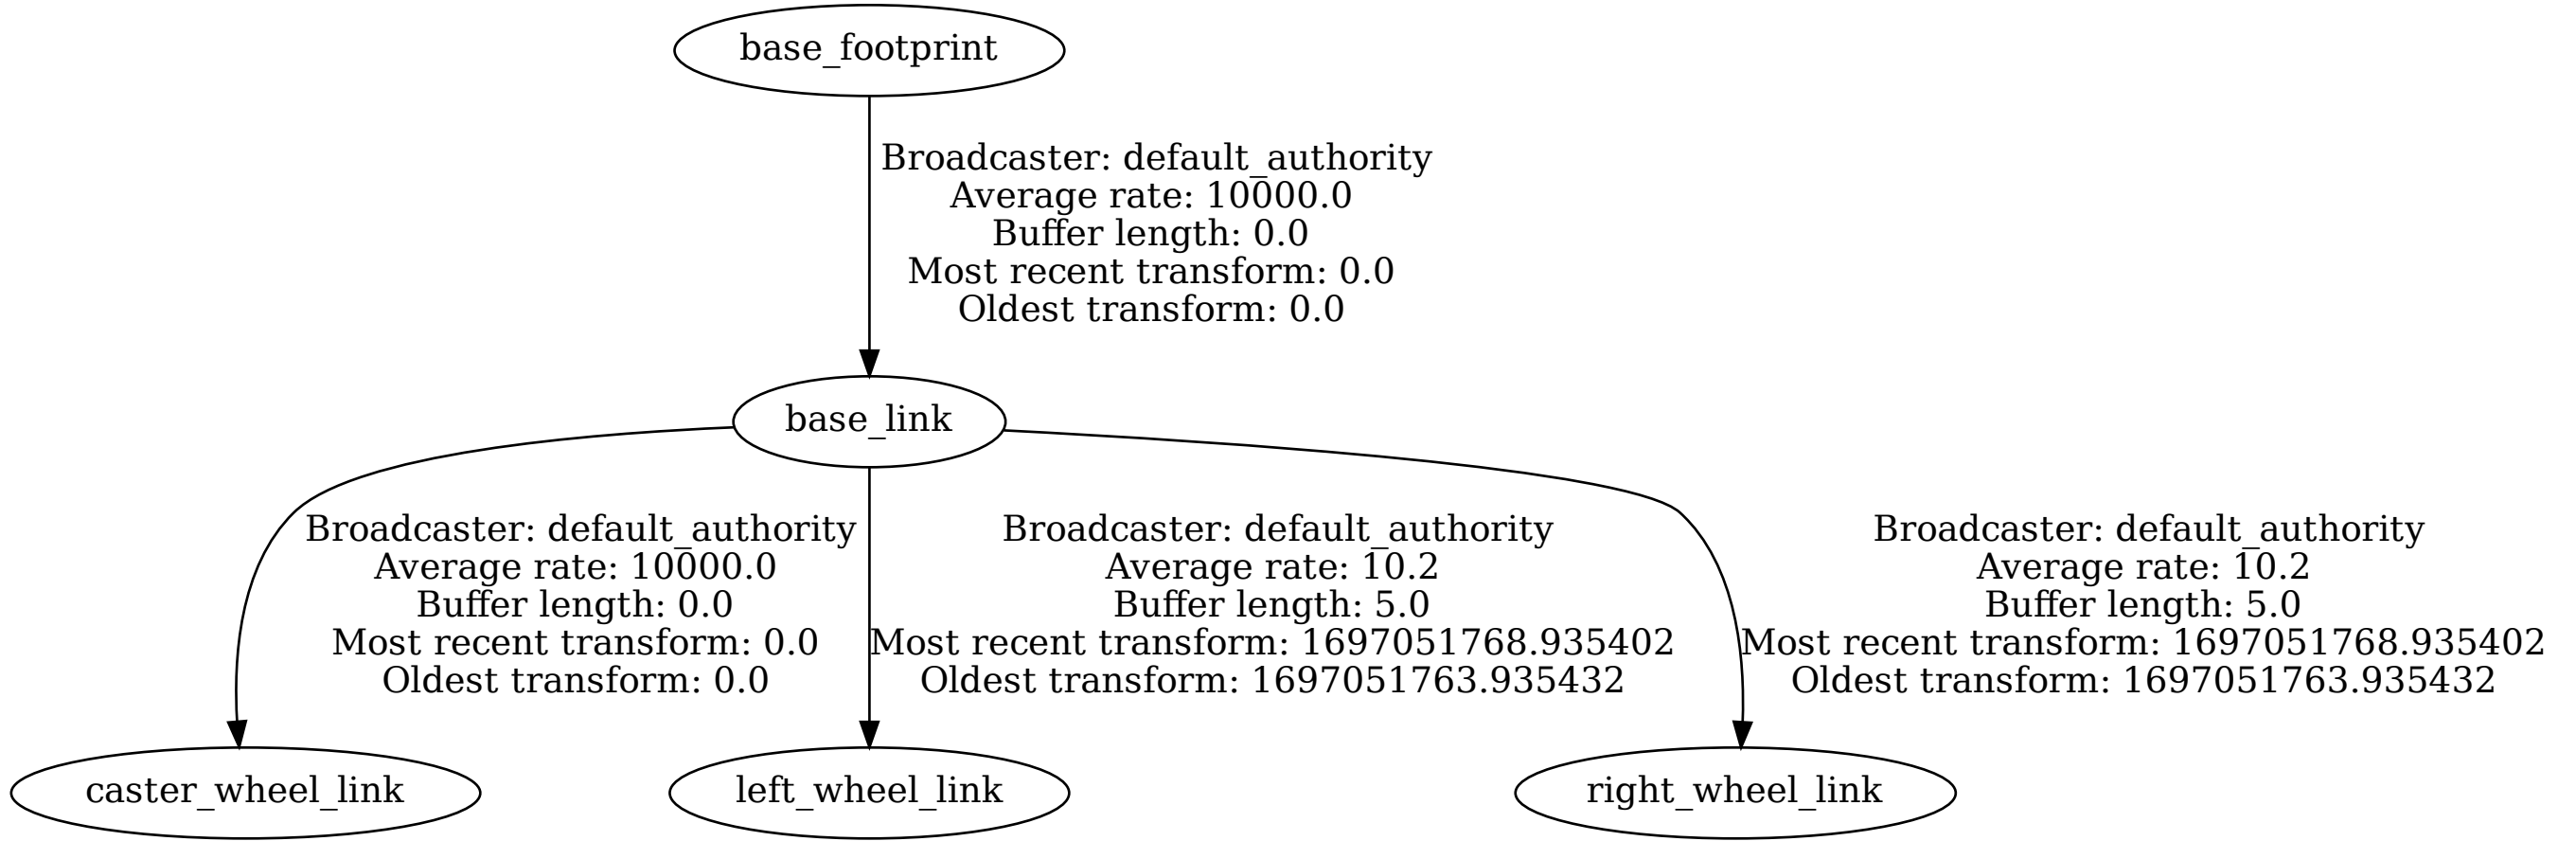 base_footprint
Broadcaster: default_authority
Average rate: 10000.0
Buffer length: 0.0
Most recent transform: 0.0
Oldest transform: 0.0
base_link
Broadcaster: default_authority
Average rate: 10000.0
Buffer length: 0.0
Most recent transform: 0.0
Oldest transform: 0.0
Broadcaster: default_authority
Average rate: 10.2
Buffer length: 5.0
Most recent transform: 1697051768.935402
Oldest transform: 1697051763.935432
Broadcaster: default_authority
Average rate: 10.2
Buffer length: 5.0
Most recent transform: 1697051768.935402
Oldest transform: 1697051763.935432
caster_wheel_link
left_wheel_link
right_wheel_link